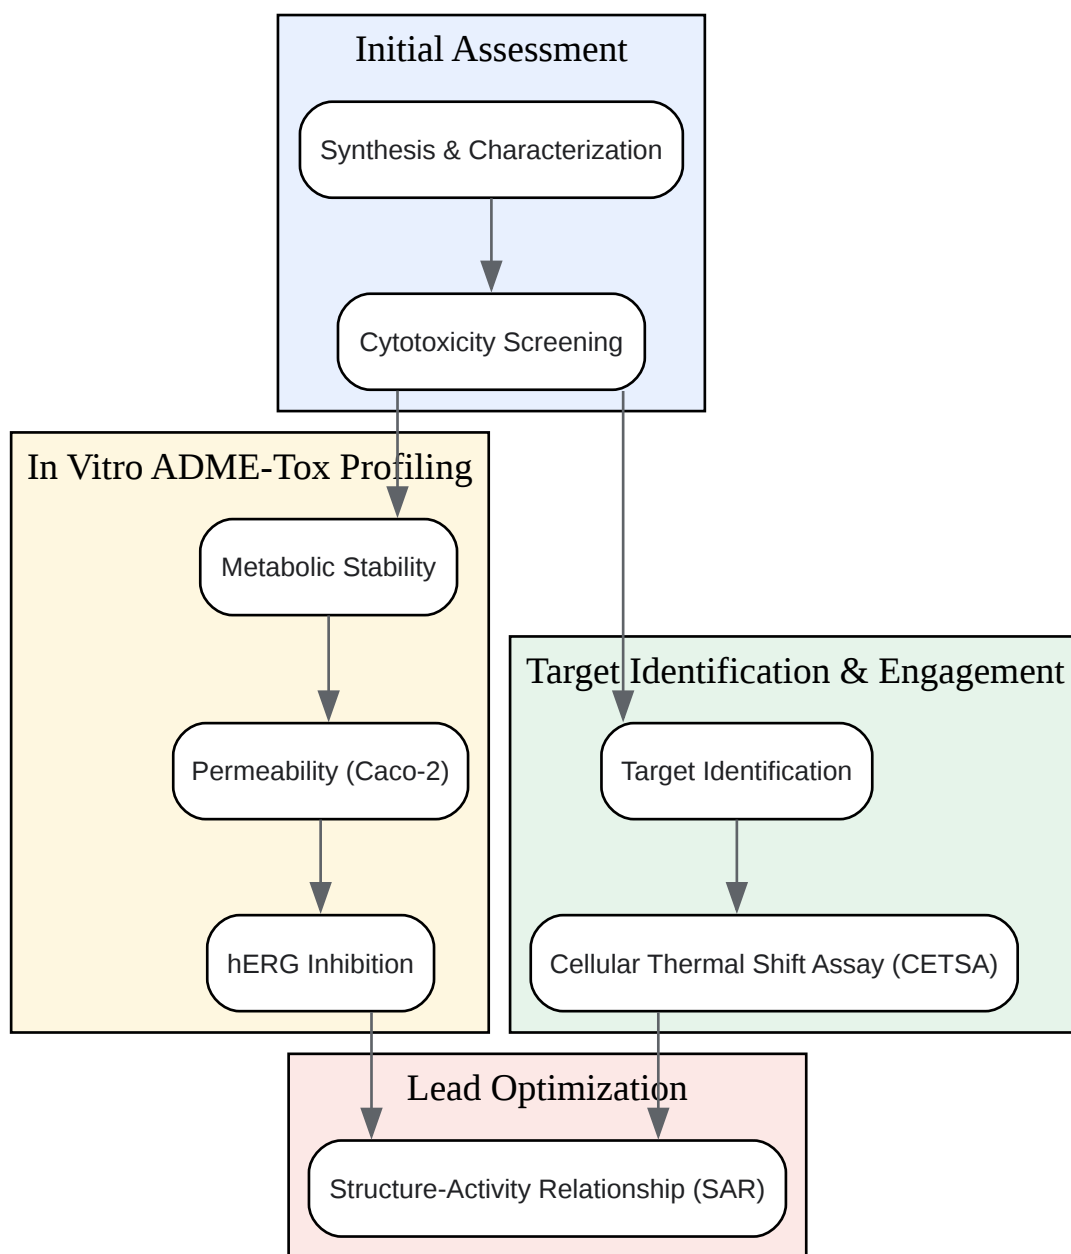 Initial Assessment
Synthesis & Characterization
Cytotoxicity Screening
In Vitro ADME-Tox Profiling
Metabolic Stability
Permeability (Caco-2)
hERG Inhibition
Target Identification & Engagement
Target Identification
Cellular Thermal Shift Assay (CETSA)
Lead Optimization
Structure-Activity Relationship (SAR)